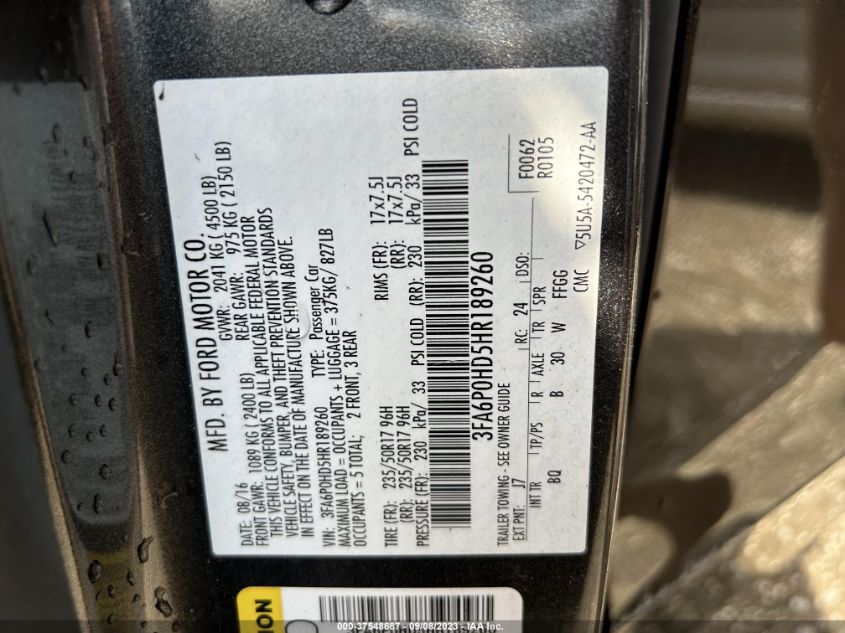 MFD. BY FORD MOTOR CO.
DATE: 08/16 GVWR: 2041 KG ( 4500 LB)
FRONT GAWR: 1089 KG ( 2400 LB) REAR GAWR: 975 KG ( 2150 LB)
THIS VEHICLE CONFORMS TO ALL APPLICABLE FEDERAL MOTOR
VEHICLE SAFETY, BUMPER, AND THEFT PREVENTION STANDARDS
IN EFFECT ON THE DATE OF MANUFACTURE SHOWN ABOVE.
VIN: 3FA6P0HD5HR189260 TYPE: Passenger Car
MAXIMUM LOAD = OCCUPANTS + LUGGAGE = 375KG/ 827LB
OCCUPANTS = 5 TOTAL; 2 FRONT, 3 REAR
TIRE (FR): 235/50R17 96H RIMS (FR): 17x7.5J
(RR): 235/50R17 96H (RR): 17x7.5J
PRESSURE (FR): 230 kPa/ 33 PSI COLD (RR): 230 kPa/ 33 PSI COLD
3FA6P0HD5HR189260
TRAILER TOWING - SEE OWNER GUIDE
F0062
EXT PNT: J7 RC: 24 DSO: R0105
INT TR TP/PS R AXLE TR SPR
BQ B 30 W FFGG
CMC ▽5U5A-5420472-AA
000-37548687 - 09/08/2023 - IAA Inc.